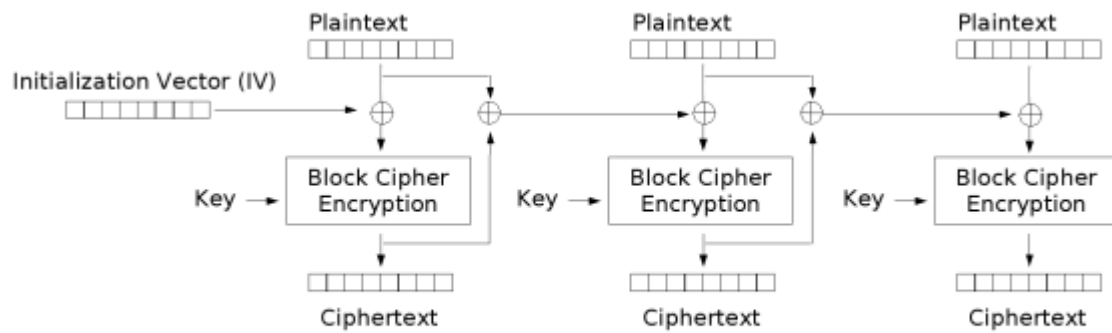 Plaintext
Plaintext
Plaintext
Initialization Vector (IV)
Key
Block Cipher
Encryption
Key
Block Cipher
Encryption
Key
Block Cipher
Encryption
Ciphertext
Ciphertext
Ciphertext